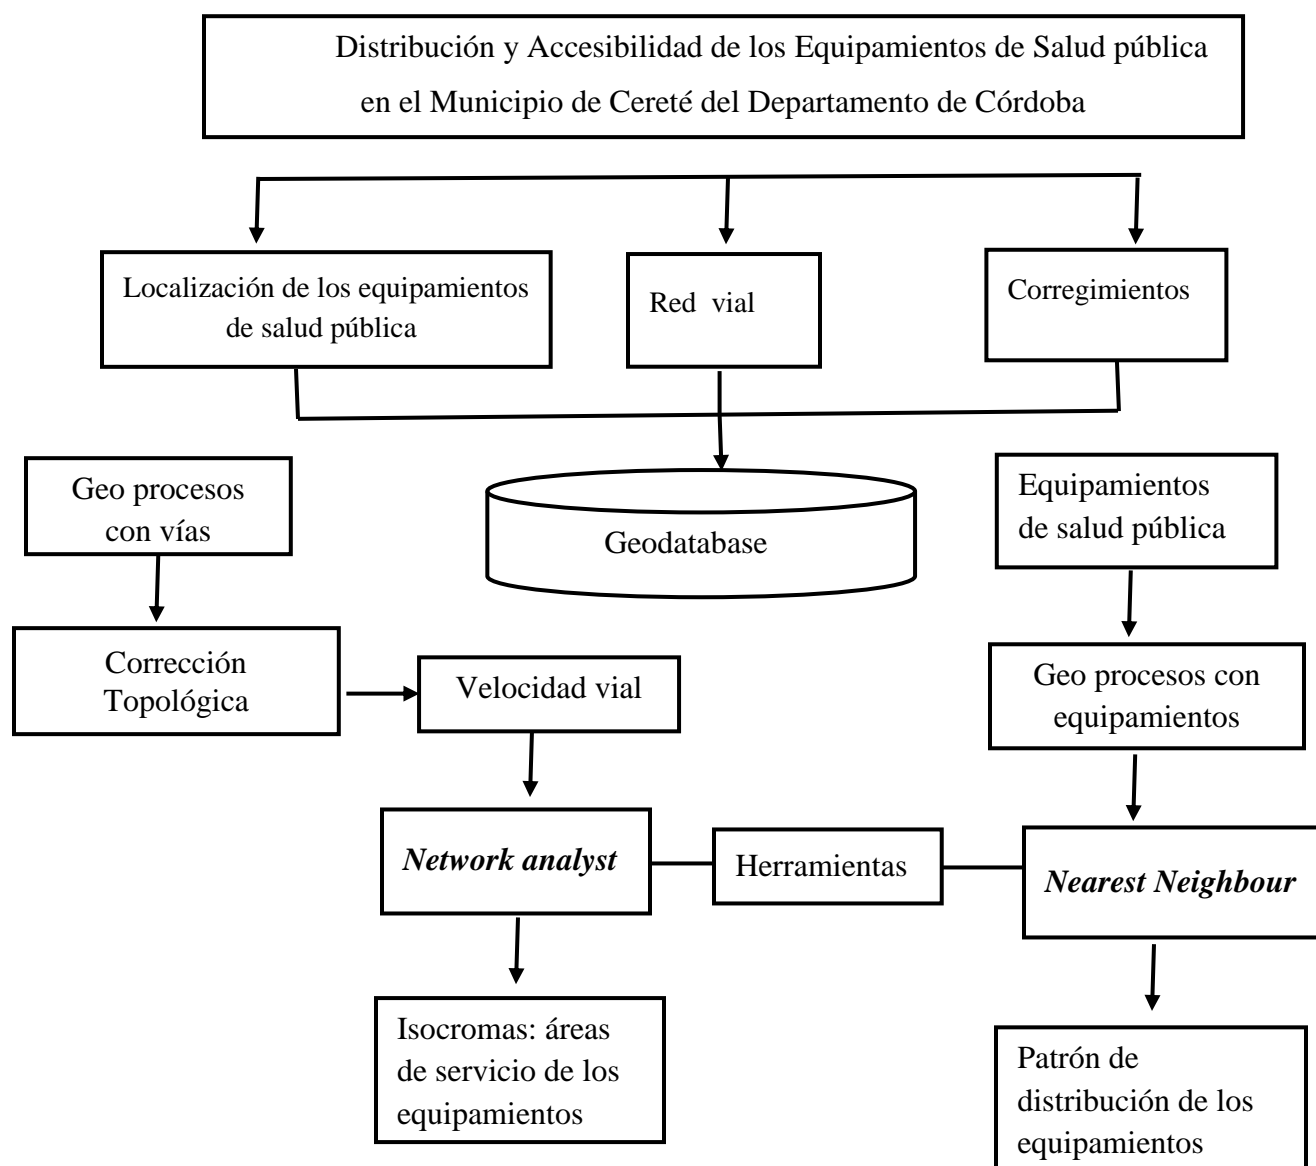 Distribución y Accesibilidad de los Equipamientos de Salud pública
en el Municipio de Cereté del Departamento de Córdoba
Localización de los equipamientos
de salud pública
Red vial
Corregimientos
Geo procesos
con vías
Geodatabase
Equipamientos
de salud pública
Corrección
Topológica
Velocidad vial
Geo procesos con
equipamientos
Network analyst
Herramientas
Nearest Neighbour
Isocromas: áreas
de servicio de los
equipamientos
Patrón de
distribución de los
equipamientos